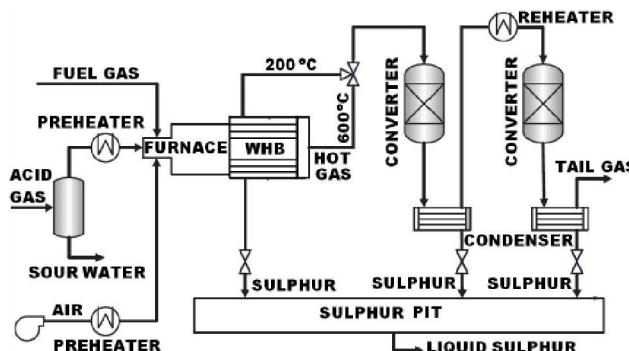 REHEATER
200 °C
FUEL GAS
600°C
CONVERTER
CONVERTER
PREHEATER
FURNACE
WHB
HOT
GAS
TAIL GAS
ACID
GAS
CONDENSER
SOUR WATER
SULPHUR
SULPHUR
SULPHUR
AIR
SULPHUR PIT
PREHEATER
LIQUID SULPHUR